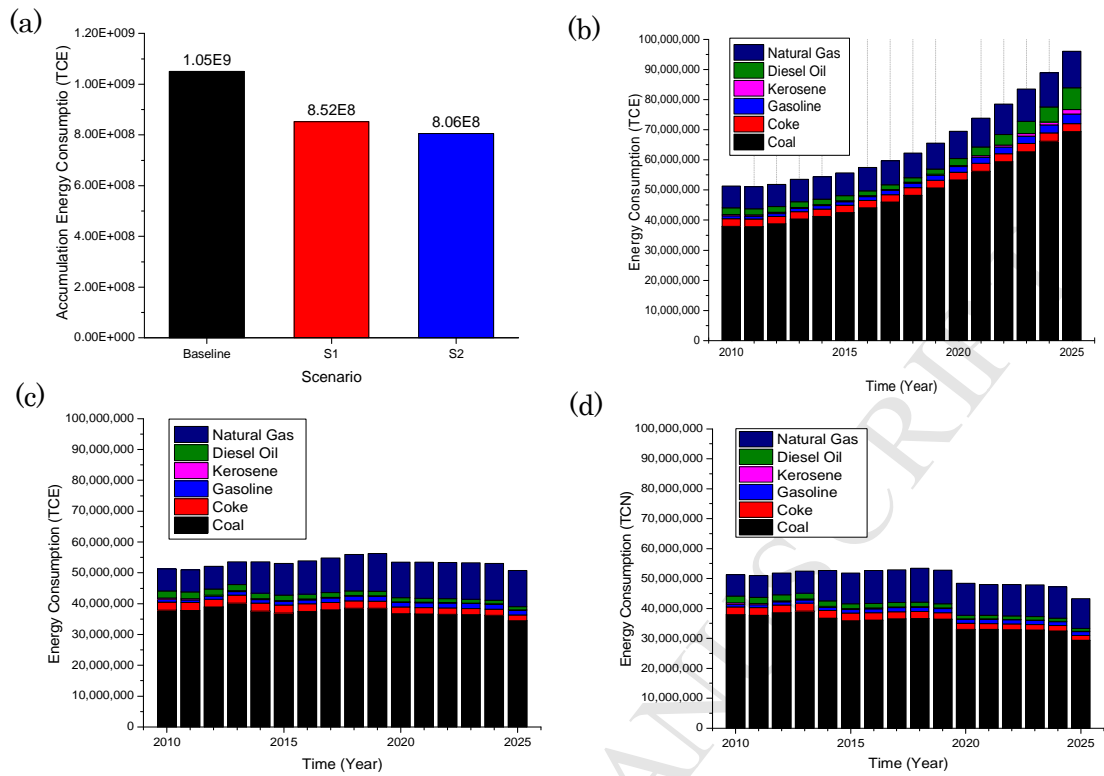 (a)
1.20E+009
1.00E+009
8.00E+008
6.00E+008
4.00E+008
2.00E+008
0.00E+000
Accumulation Energy Consumptio (TCE)
1.05E9
8.52E8
8.06E8
Baseline
S1
S2
Scenario
(b)
100,000,000
90,000,000
80,000,000
70,000,000
60,000,000
50,000,000
40,000,000
30,000,000
20,000,000
10,000,000
0
Energy Consumption (TCE)
Natural Gas
Diesel Oil
Kerosene
Gasoline
Coke
Coal
2010
2015
2020
2025
Time (Year)
(c)
100,000,000
90,000,000
80,000,000
70,000,000
60,000,000
50,000,000
40,000,000
30,000,000
20,000,000
10,000,000
0
Energy Consumption (TCE)
Natural Gas
Diesel Oil
Kerosene
Gasoline
Coke
Coal
2010
2015
2020
2025
Time (Year)
(d)
100,000,000
90,000,000
80,000,000
70,000,000
60,000,000
50,000,000
40,000,000
30,000,000
20,000,000
10,000,000
0
Energy Consumption (TCN)
Natural Gas
Diesel Oil
Kerosene
Gasoline
Coke
Coal
2010
2015
2020
2025
Time (Year)